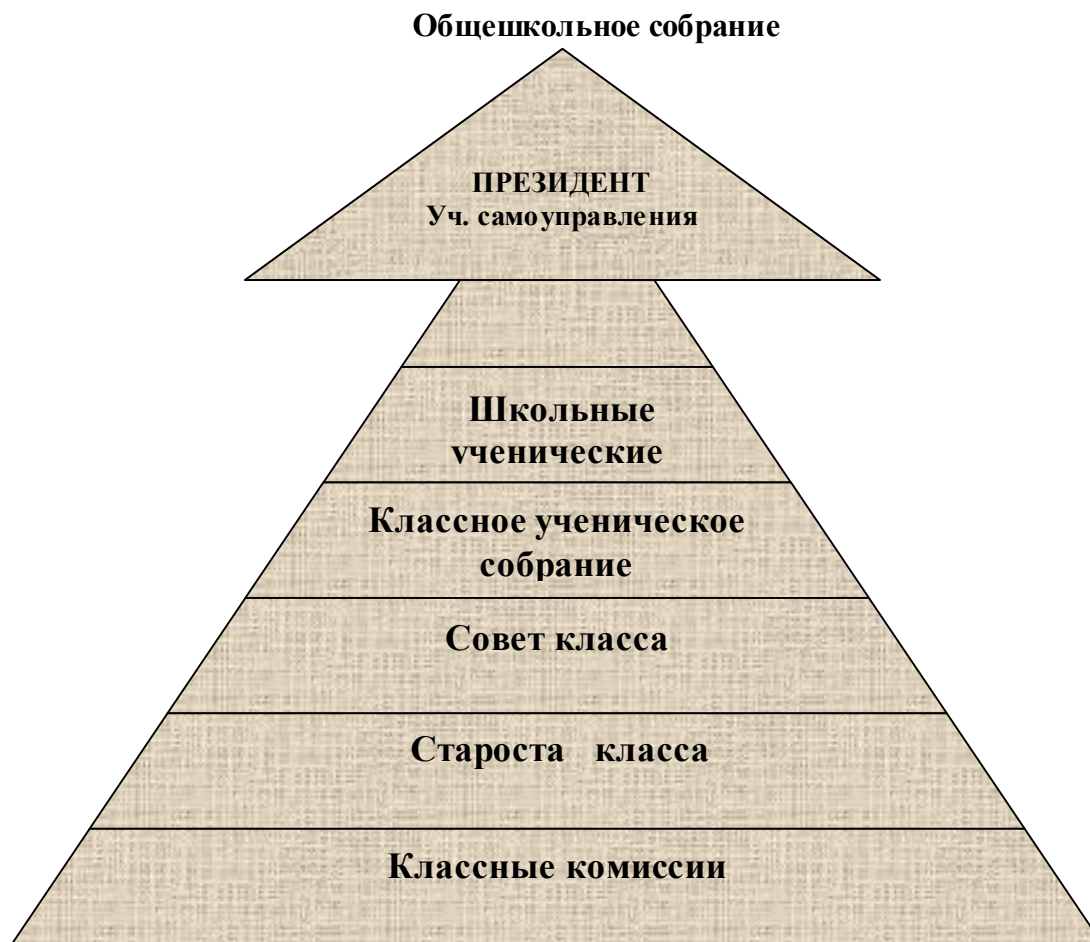 Общешкольное собрание
ПРЕЗИДЕНТ
Уч. самоуправления
Школьные
ученические
Классное ученическое
собрание
Совет класса
Староста класса
Классные комиссии